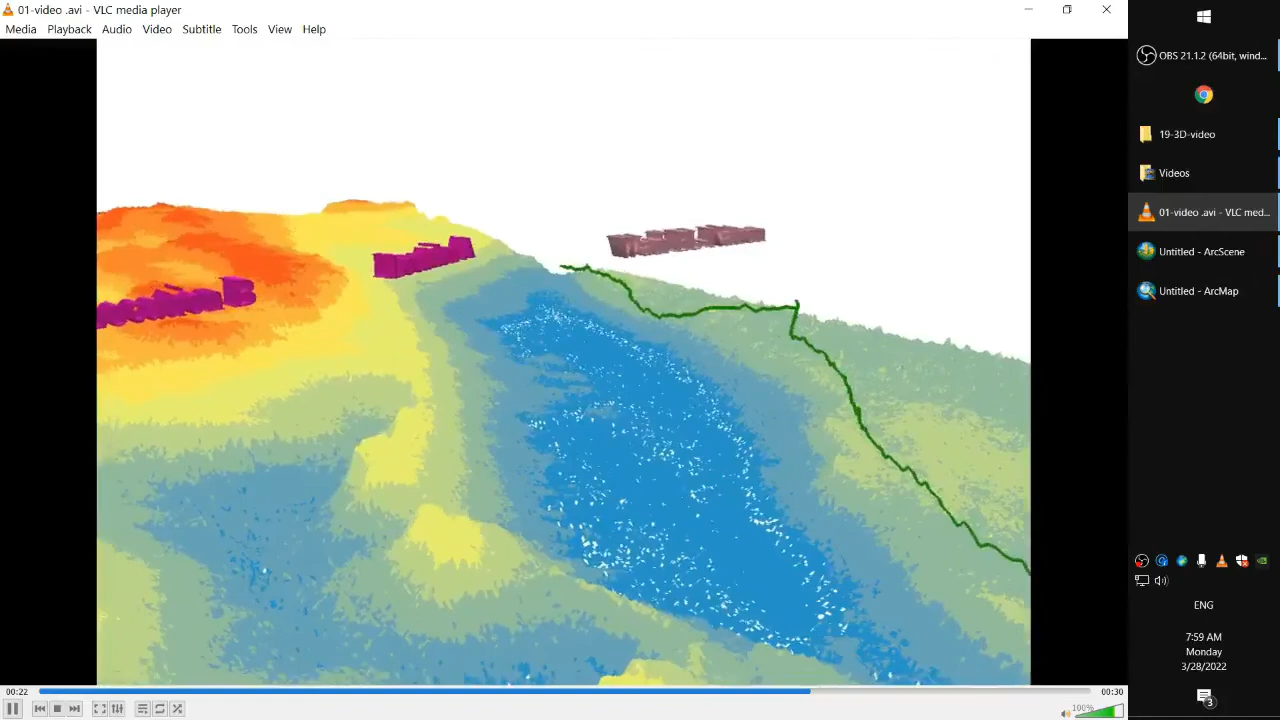 01-video .avi - VLC media player
Media Playback Audio Video Subtitle Tools View Help
00:22
00:30
100%
OBS 21.1.2 (64bit, wind...
19-3D-video
Videos
01-video .avi - VLC med...
Untitled - ArcScene
Untitled - ArcMap
ENG
7:59 AM
Monday
3/28/2022
3